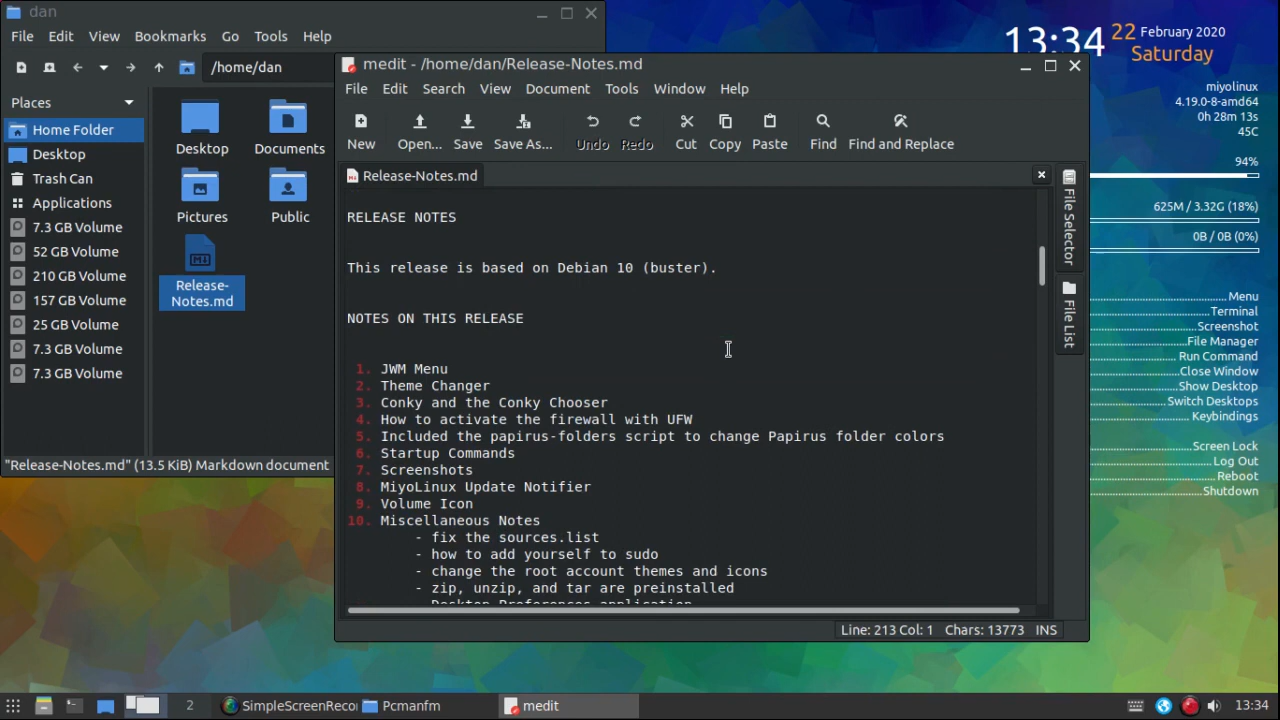 dan
File Edit View Bookmarks Go Tools Help
/home/dan
Places
Home Folder
Desktop
Trash Can
Applications
7.3 GB Volume
52 GB Volume
210 GB Volume
157 GB Volume
25 GB Volume
7.3 GB Volume
7.3 GB Volume
Desktop
Documents
Pictures
Public
Release-
Notes.md
"Release-Notes.md" (13.5 KiB) Markdown document
medit - /home/dan/Release-Notes.md
File Edit Search View Document Tools Window Help
New Open... Save Save As... Undo Redo Cut Copy Paste Find Find and Replace
Release-Notes.md
RELEASE NOTES
This release is based on Debian 10 (buster).
NOTES ON THIS RELEASE
1. JWM Menu
2. Theme Changer
3. Conky and the Conky Chooser
4. How to activate the firewall with UFW
5. Included the papirus-folders script to change Papirus folder colors
6. Startup Commands
7. Screenshots
8. MiyoLinux Update Notifier
9. Volume Icon
10. Miscellaneous Notes
- fix the sources.list
- how to add yourself to sudo
- change the root account themes and icons
- zip, unzip, and tar are preinstalled
- Desktop Preferences application
File Selector
File List
Line: 213 Col: 1 Chars: 13773 INS
13:34 22 February 2020
Saturday
miyolinux
4.19.0-8-amd64
0h 28m 13s
45C
94%
625M / 3.32G (18%)
0B / 0B (0%)
Menu
Terminal
Screenshot
File Manager
Run Command
Close Window
Show Desktop
Switch Desktops
Keybindings
Screen Lock
Log Out
Reboot
Shutdown
2 SimpleScreenReco Pcmanfm medit 13:34